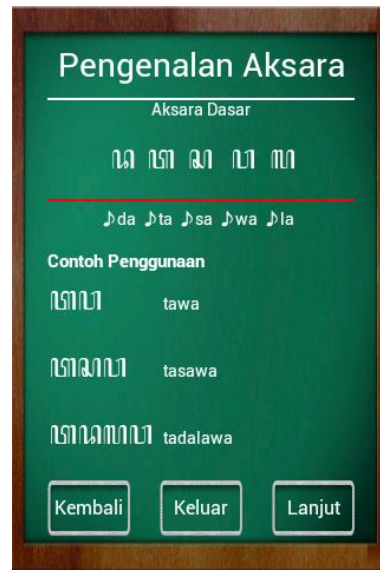 Pengenalan Aksara
Aksara Dasar
ꦢ ꦠ ꦱ ꦮ ꦭ
♪da ♪ta ♪sa ♪wa ♪la
Contoh Penggunaan
ꦠꦮ tawa
ꦠꦱꦮ tasawa
ꦠꦢꦭꦮ tadalawa
Kembali Keluar Lanjut